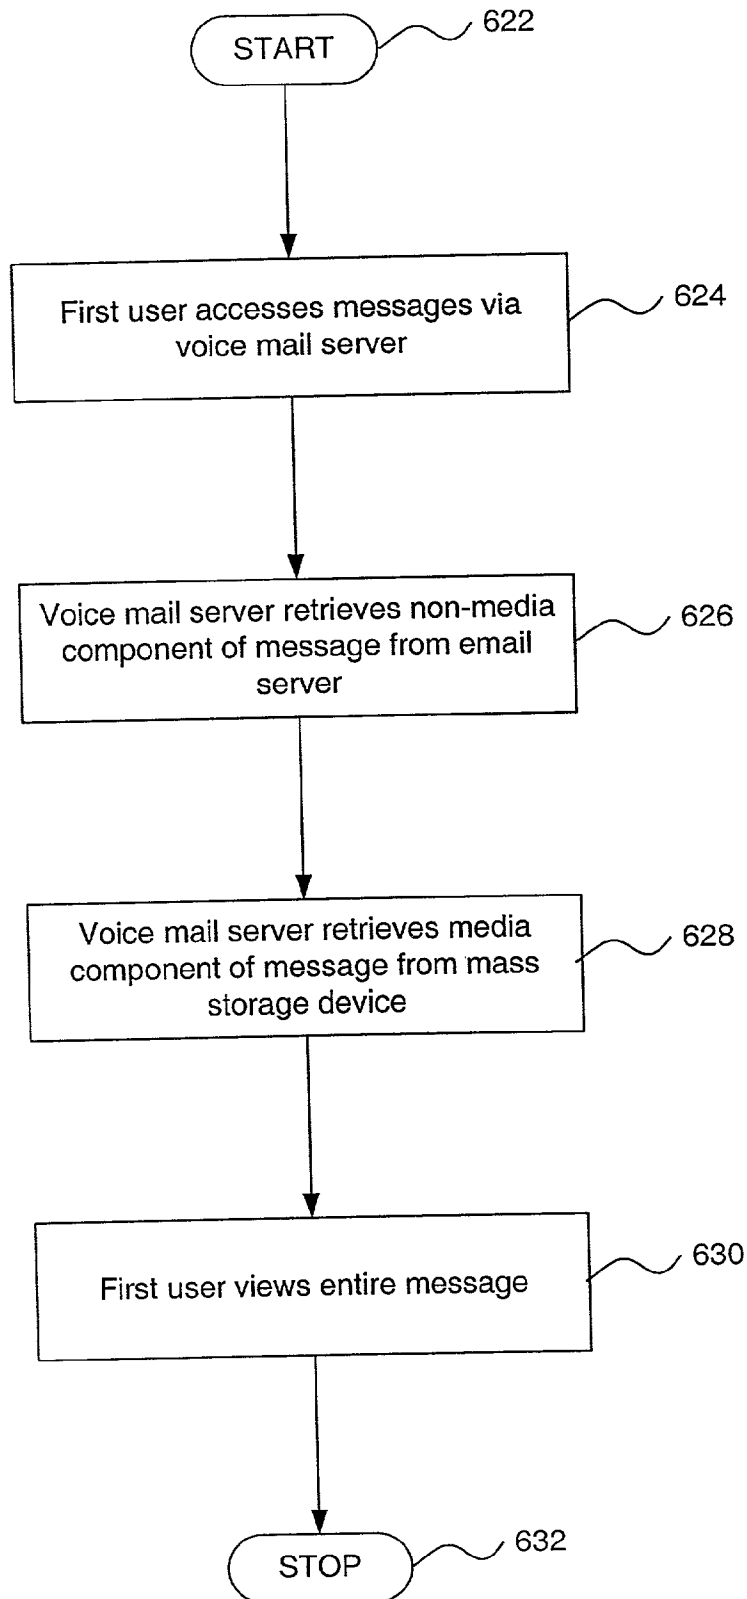 START
622
First user accesses messages via
voice mail server
624
Voice mail server retrieves non-media
component of message from email
server
626
Voice mail server retrieves media
component of message from mass
storage device
628
First user views entire message
630
STOP
632